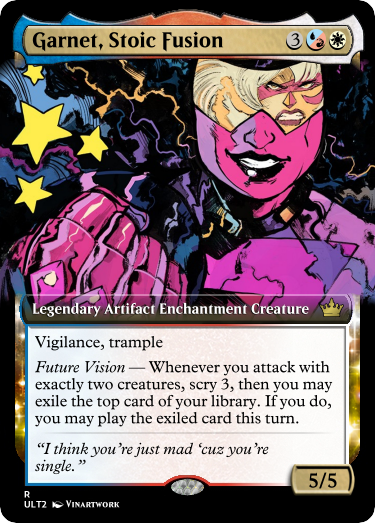 Garnet, Stoic Fusion 3
Legendary Artifact Enchantment Creature
Vigilance, trample
Future Vision — Whenever you attack with
exactly two creatures, scry 3, then you may
exile the top card of your library. If you do,
you may play the exiled card this turn.
“I think you’re just mad ‘cuz you’re
single.”
5/5
R
ULT2 VINARTWORK